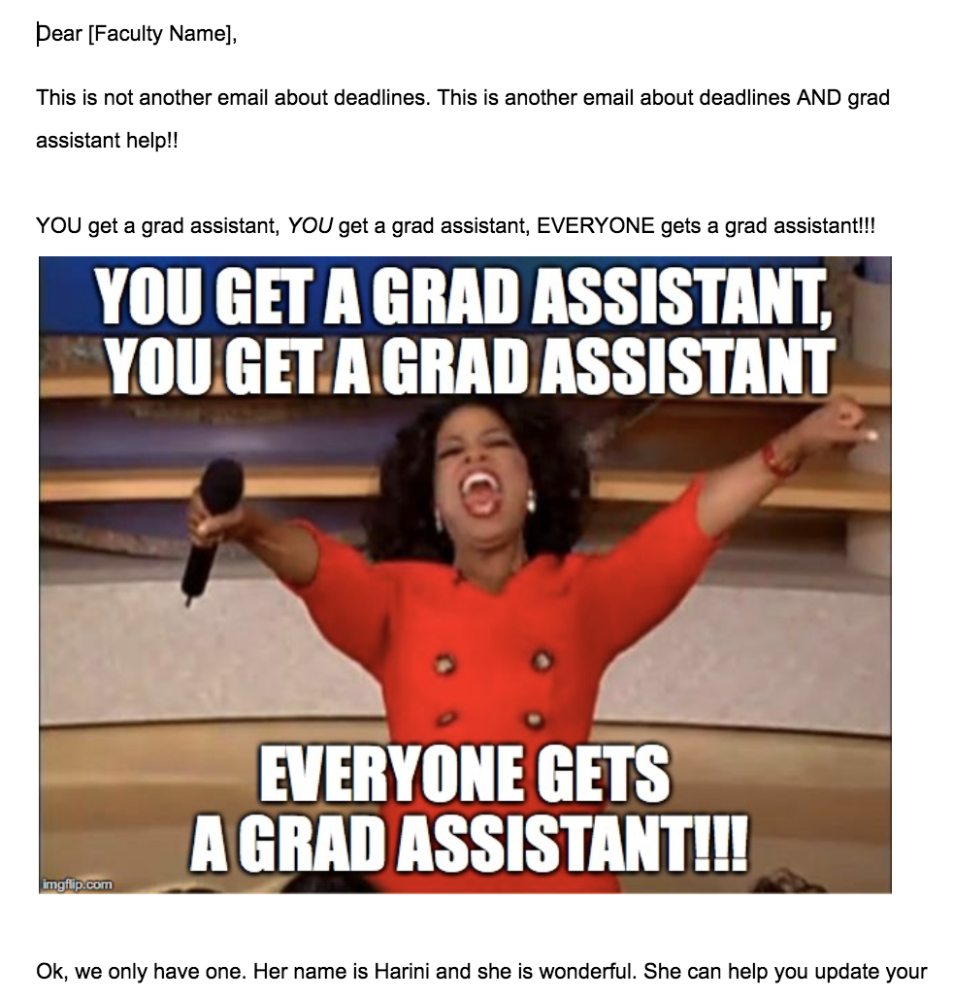 Dear [Faculty Name],
This is not another email about deadlines. This is another email about deadlines AND grad
assistant help!!
YOU get a grad assistant, YOU get a grad assistant, EVERYONE gets a grad assistant!!!
YOU GET A GRAD ASSISTANT,
YOU GET A GRAD ASSISTANT
EVERYONE GETS
A GRAD ASSISTANT!!!
imgflip.com
Ok, we only have one. Her name is Harini and she is wonderful. She can help you update your